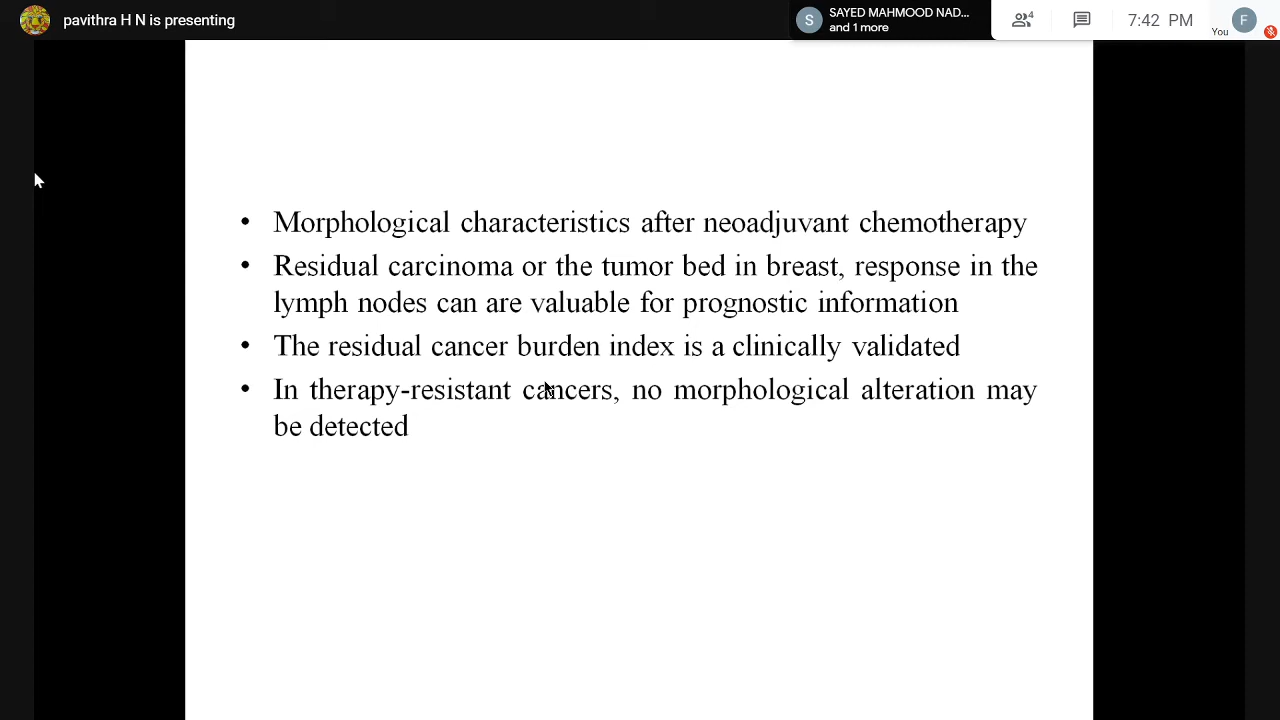 pavithra H N is presenting
S
SAYED MAHMOOD NAD...
and 1 more
4
7:42 PM
You
F
• Morphological characteristics after neoadjuvant chemotherapy
• Residual carcinoma or the tumor bed in breast, response in the
lymph nodes can are valuable for prognostic information
• The residual cancer burden index is a clinically validated
• In therapy-resistant cancers, no morphological alteration may
be detected